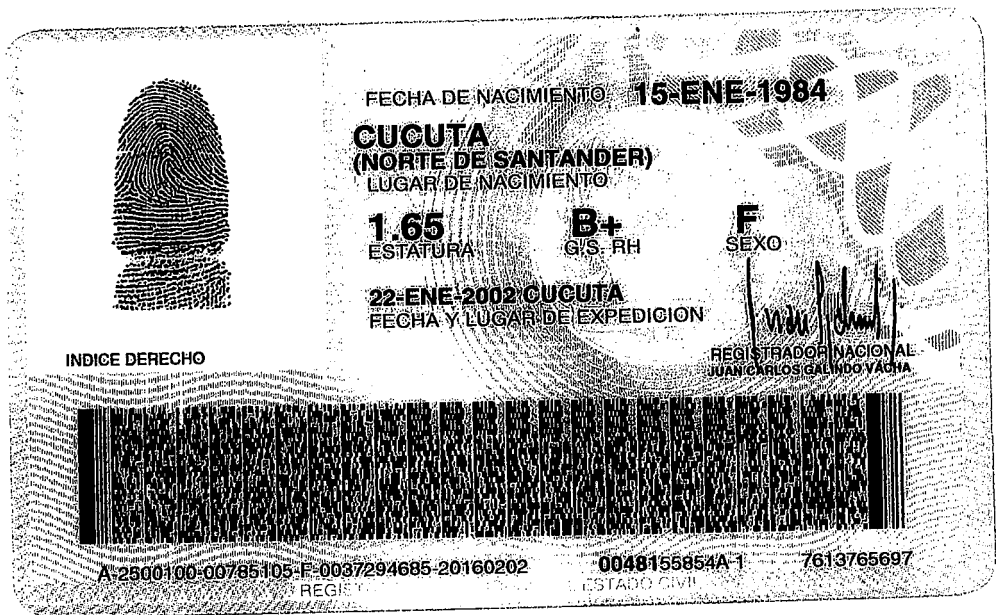 FECHA DE NACIMIENTO 15-ENE-1984
CUCUTA
(NORTE DE SANTANDER)
LUGAR DE NACIMIENTO
1.65 B+ F
ESTATURA G.S. RH SEXO
22-ENE-2002 CUCUTA
FECHA Y LUGAR DE EXPEDICION
INDICE DERECHO
REGISTRADOR NACIONAL
JUAN CARLOS GALINDO VACHA
A-2500100-00785105-F-0037294685-20160202 0048155854A 1 7613765697
ESTADO CIVIL